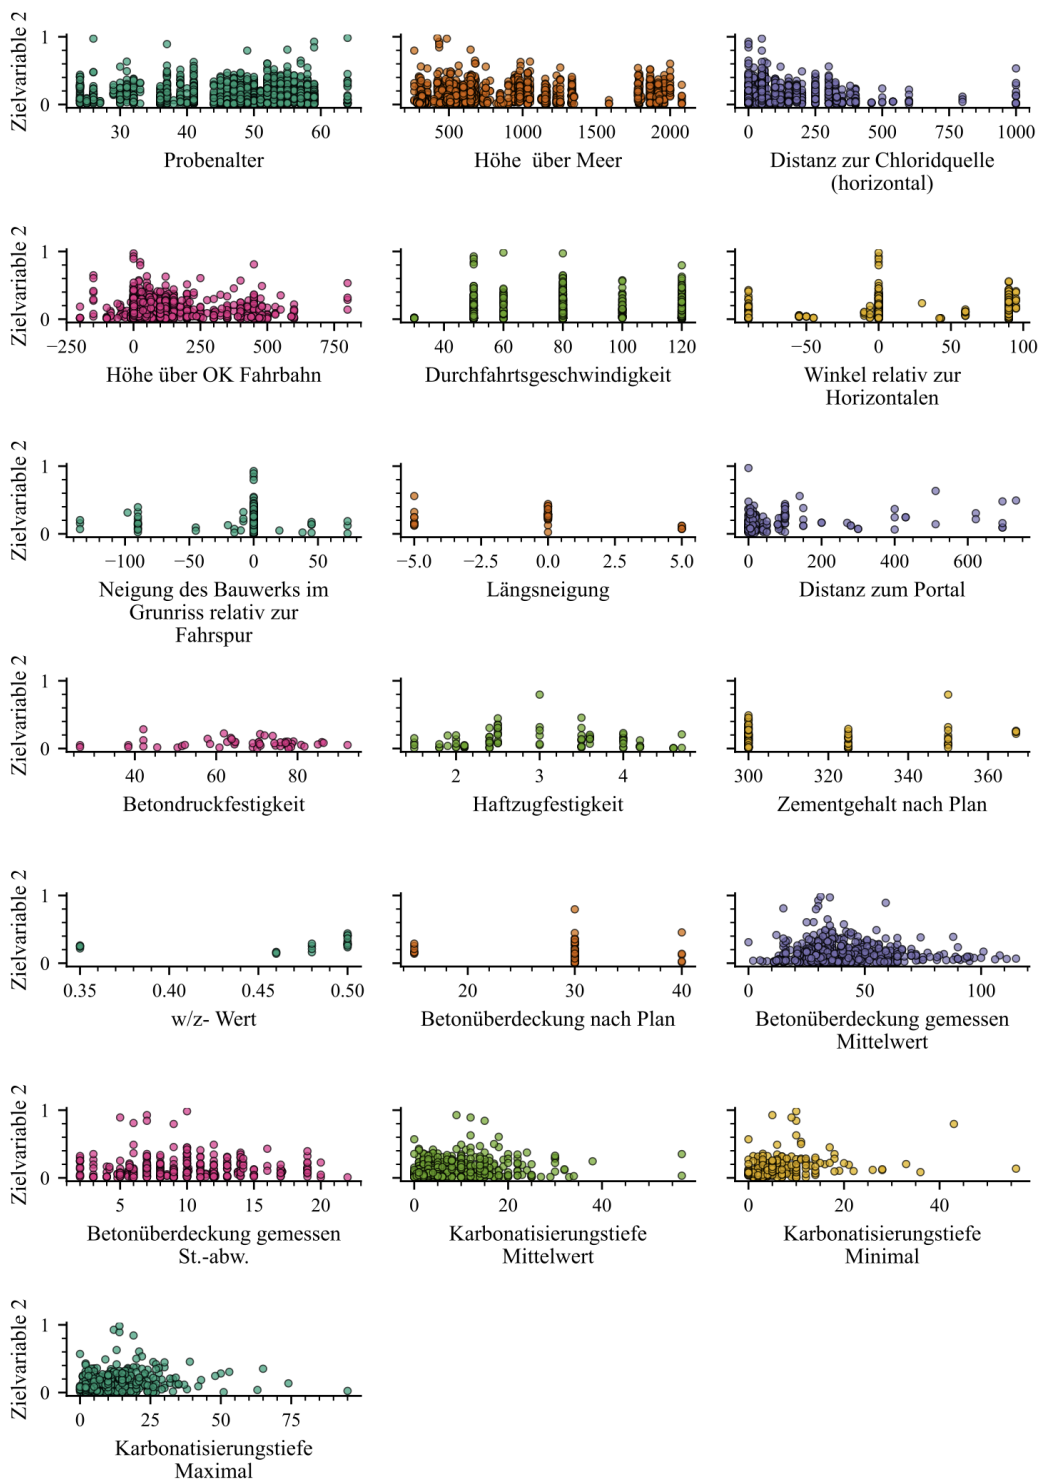 Zielvariable 2
1
0
30
40
50
60
Probenalter
500
1000
1500
2000
Höhe über Meer
0
250
500
750
1000
Distanz zur Chloridquelle
(horizontal)
Zielvariable 2
1
0
−250
0
250
500
750
Höhe über OK Fahrbahn
40
60
80
100
120
Durchfahrtsgeschwindigkeit
−50
0
50
100
Winkel relativ zur
Horizontalen
Zielvariable 2
1
0
−100
−50
0
50
Neigung des Bauwerks im
Grunriss relativ zur
Fahrspur
−5.0
−2.5
0.0
2.5
5.0
Längsneigung
0
200
400
600
Distanz zum Portal
Zielvariable 2
1
0
40
60
80
Betondruckfestigkeit
2
3
4
Haftzugfestigkeit
300
320
340
360
Zementgehalt nach Plan
Zielvariable 2
1
0
0.35
0.40
0.45
0.50
w/z- Wert
20
30
40
Betonüberdeckung nach Plan
0
50
100
Betonüberdeckung gemessen
Mittelwert
Zielvariable 2
1
0
5
10
15
20
Betonüberdeckung gemessen
St.-abw.
0
20
40
Karbonatisierungstiefe
Mittelwert
0
20
40
Karbonatisierungstiefe
Minimal
Zielvariable 2
1
0
0
25
50
75
Karbonatisierungstiefe
Maximal